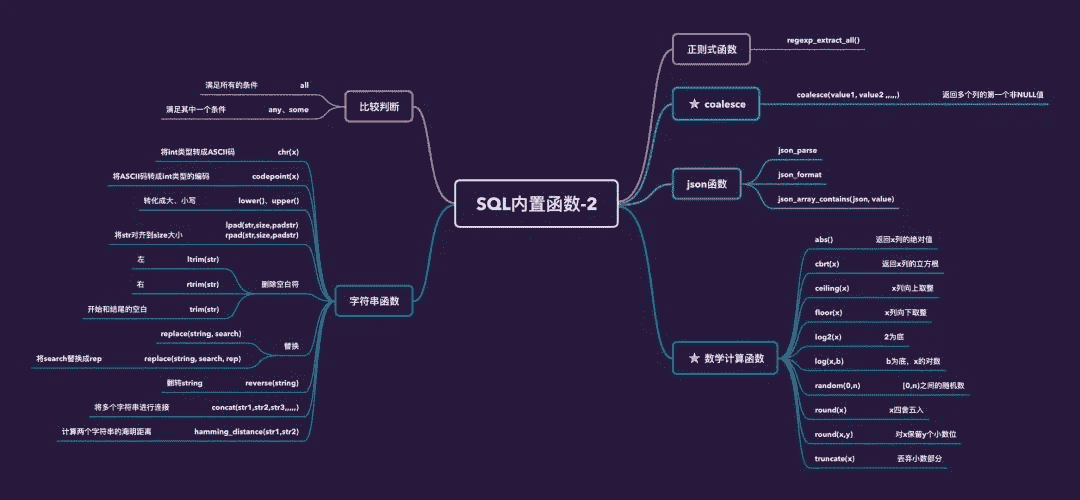 SQL内置函数-2
比较判断
满足所有的条件 all
满足其中一个条件 any、some
字符串函数
将int类型转成ASCII码 chr(x)
将ASCII码转成int类型的编码 codepoint(x)
转化成大、小写 lower()、upper()
lpad(str,size,padstr)
将str对齐到size大小 rpad(str,size,padstr)
删除空白符
左 ltrim(str)
右 rtrim(str)
开始和结尾的空白 trim(str)
替换
replace(string, search)
将search替换成rep replace(string, search, rep)
翻转string reverse(string)
将多个字符串进行连接 concat(str1,str2,str3,,,,,)
计算两个字符串的海明距离 hamming_distance(str1,str2)
正则式函数
regexp_extract_all()
★ coalesce
coalesce(value1, value2 ,,,,,) 返回多个列的第一个非NULL值
json函数
json_parse
json_format
json_array_contains(json, value)
★ 数学计算函数
abs() 返回x列的绝对值
cbrt(x) 返回x列的立方根
ceiling(x) x列向上取整
floor(x) x列向下取整
log2(x) 2为底
log(x,b) b为底，x的对数
random(0,n) [0,n)之间的随机数
round(x) x四舍五入
round(x,y) 对x保留y个小数位
truncate(x) 丢弃小数部分